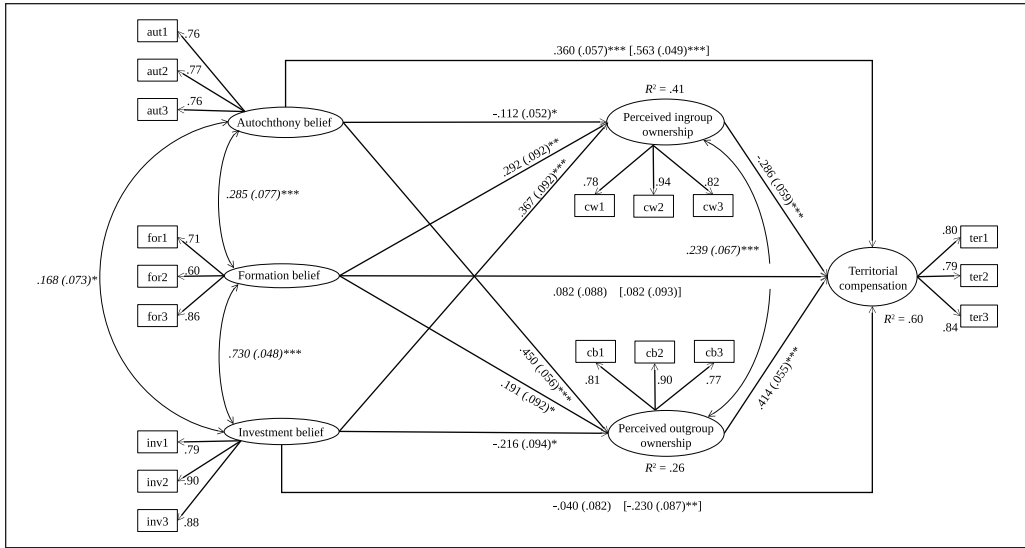 aut1
.76
aut2
.77
aut3
.76
.360 (.057)*** [.563 (.049)***]
R² = .41
Autochthony belief
-.112 (.052)*
Perceived ingroup
ownership
.292 (.092)**
.367 (.092)***
-.286 (.059)***
.78
.94
.82
cw1
cw2
cw3
.285 (.077)***
.239 (.067)***
for1
.71
for2
.60
for3
.86
.168 (.073)*
Formation belief
.082 (.088) [.082 (.093)]
Territorial
compensation
R² = .60
.80
ter1
.79
ter2
.84
ter3
.730 (.048)***
.450 (.056)***
.191 (.092)*
cb1
cb2
cb3
.81
.90
.77
.414 (.055)***
Investment belief
-.216 (.094)*
Perceived outgroup
ownership
R² = .26
inv1
.79
inv2
.90
inv3
.88
-.040 (.082) [-.230 (.087)**]